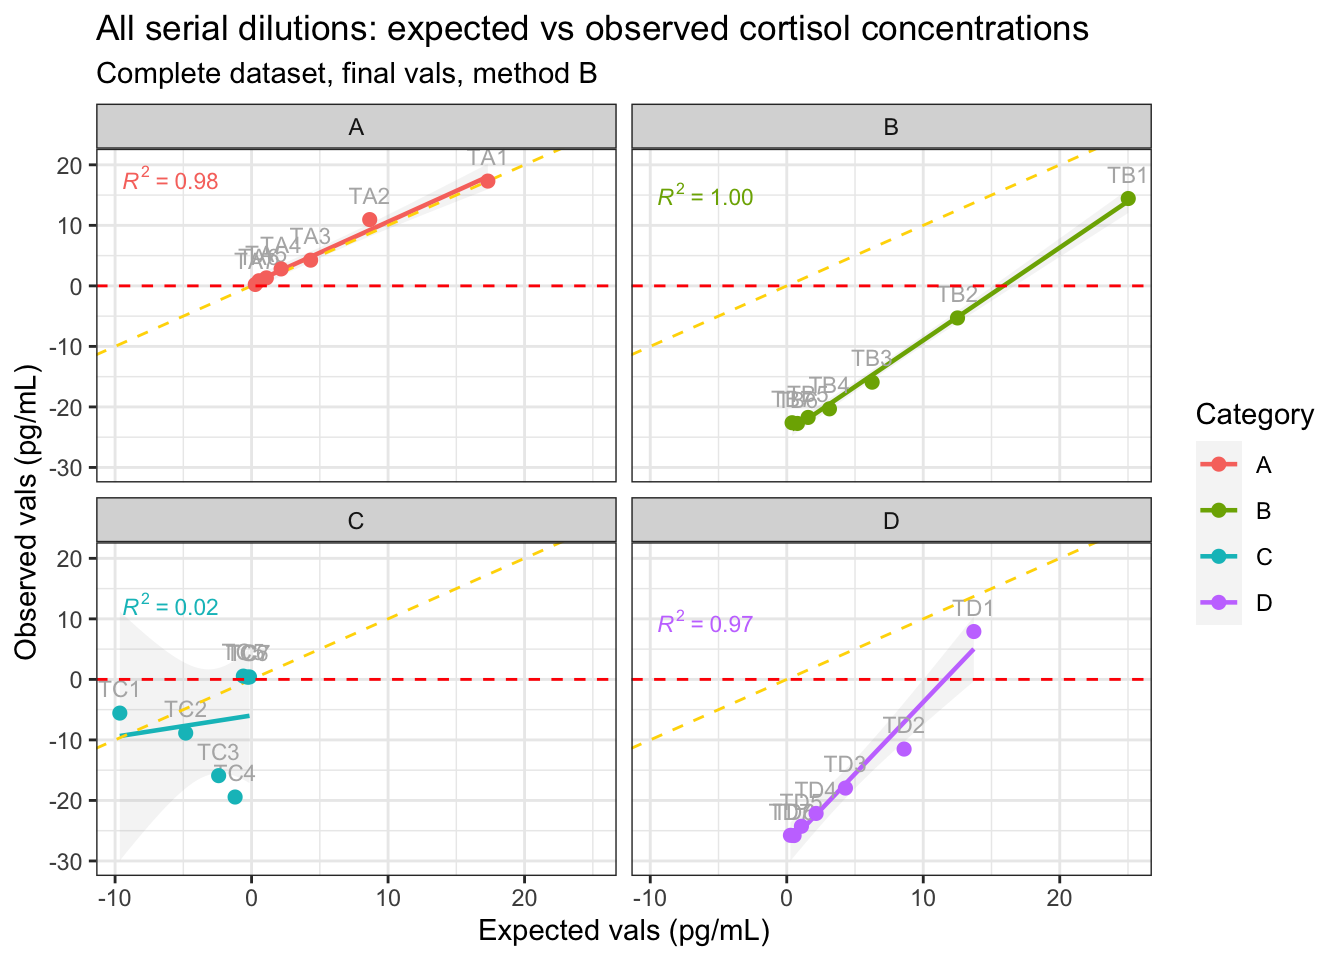 All serial dilutions: expected vs observed cortisol concentrations
Complete dataset, final vals, method B
A
B
R² = 0.98
TA1
TA2
TA3
TA4
R² = 1.00
TB1
TB2
TB3
TB4
20
10
0
-10
-20
-30
C
D
R² = 0.02
TC1
TC2
TC3
TC4
R² = 0.97
TD1
TD2
TD3
TD4
TD5
20
10
0
-10
-20
-30
-10
0
10
20
-10
0
10
20
Observed vals (pg/mL)
Expected vals (pg/mL)
Category
A
B
C
D